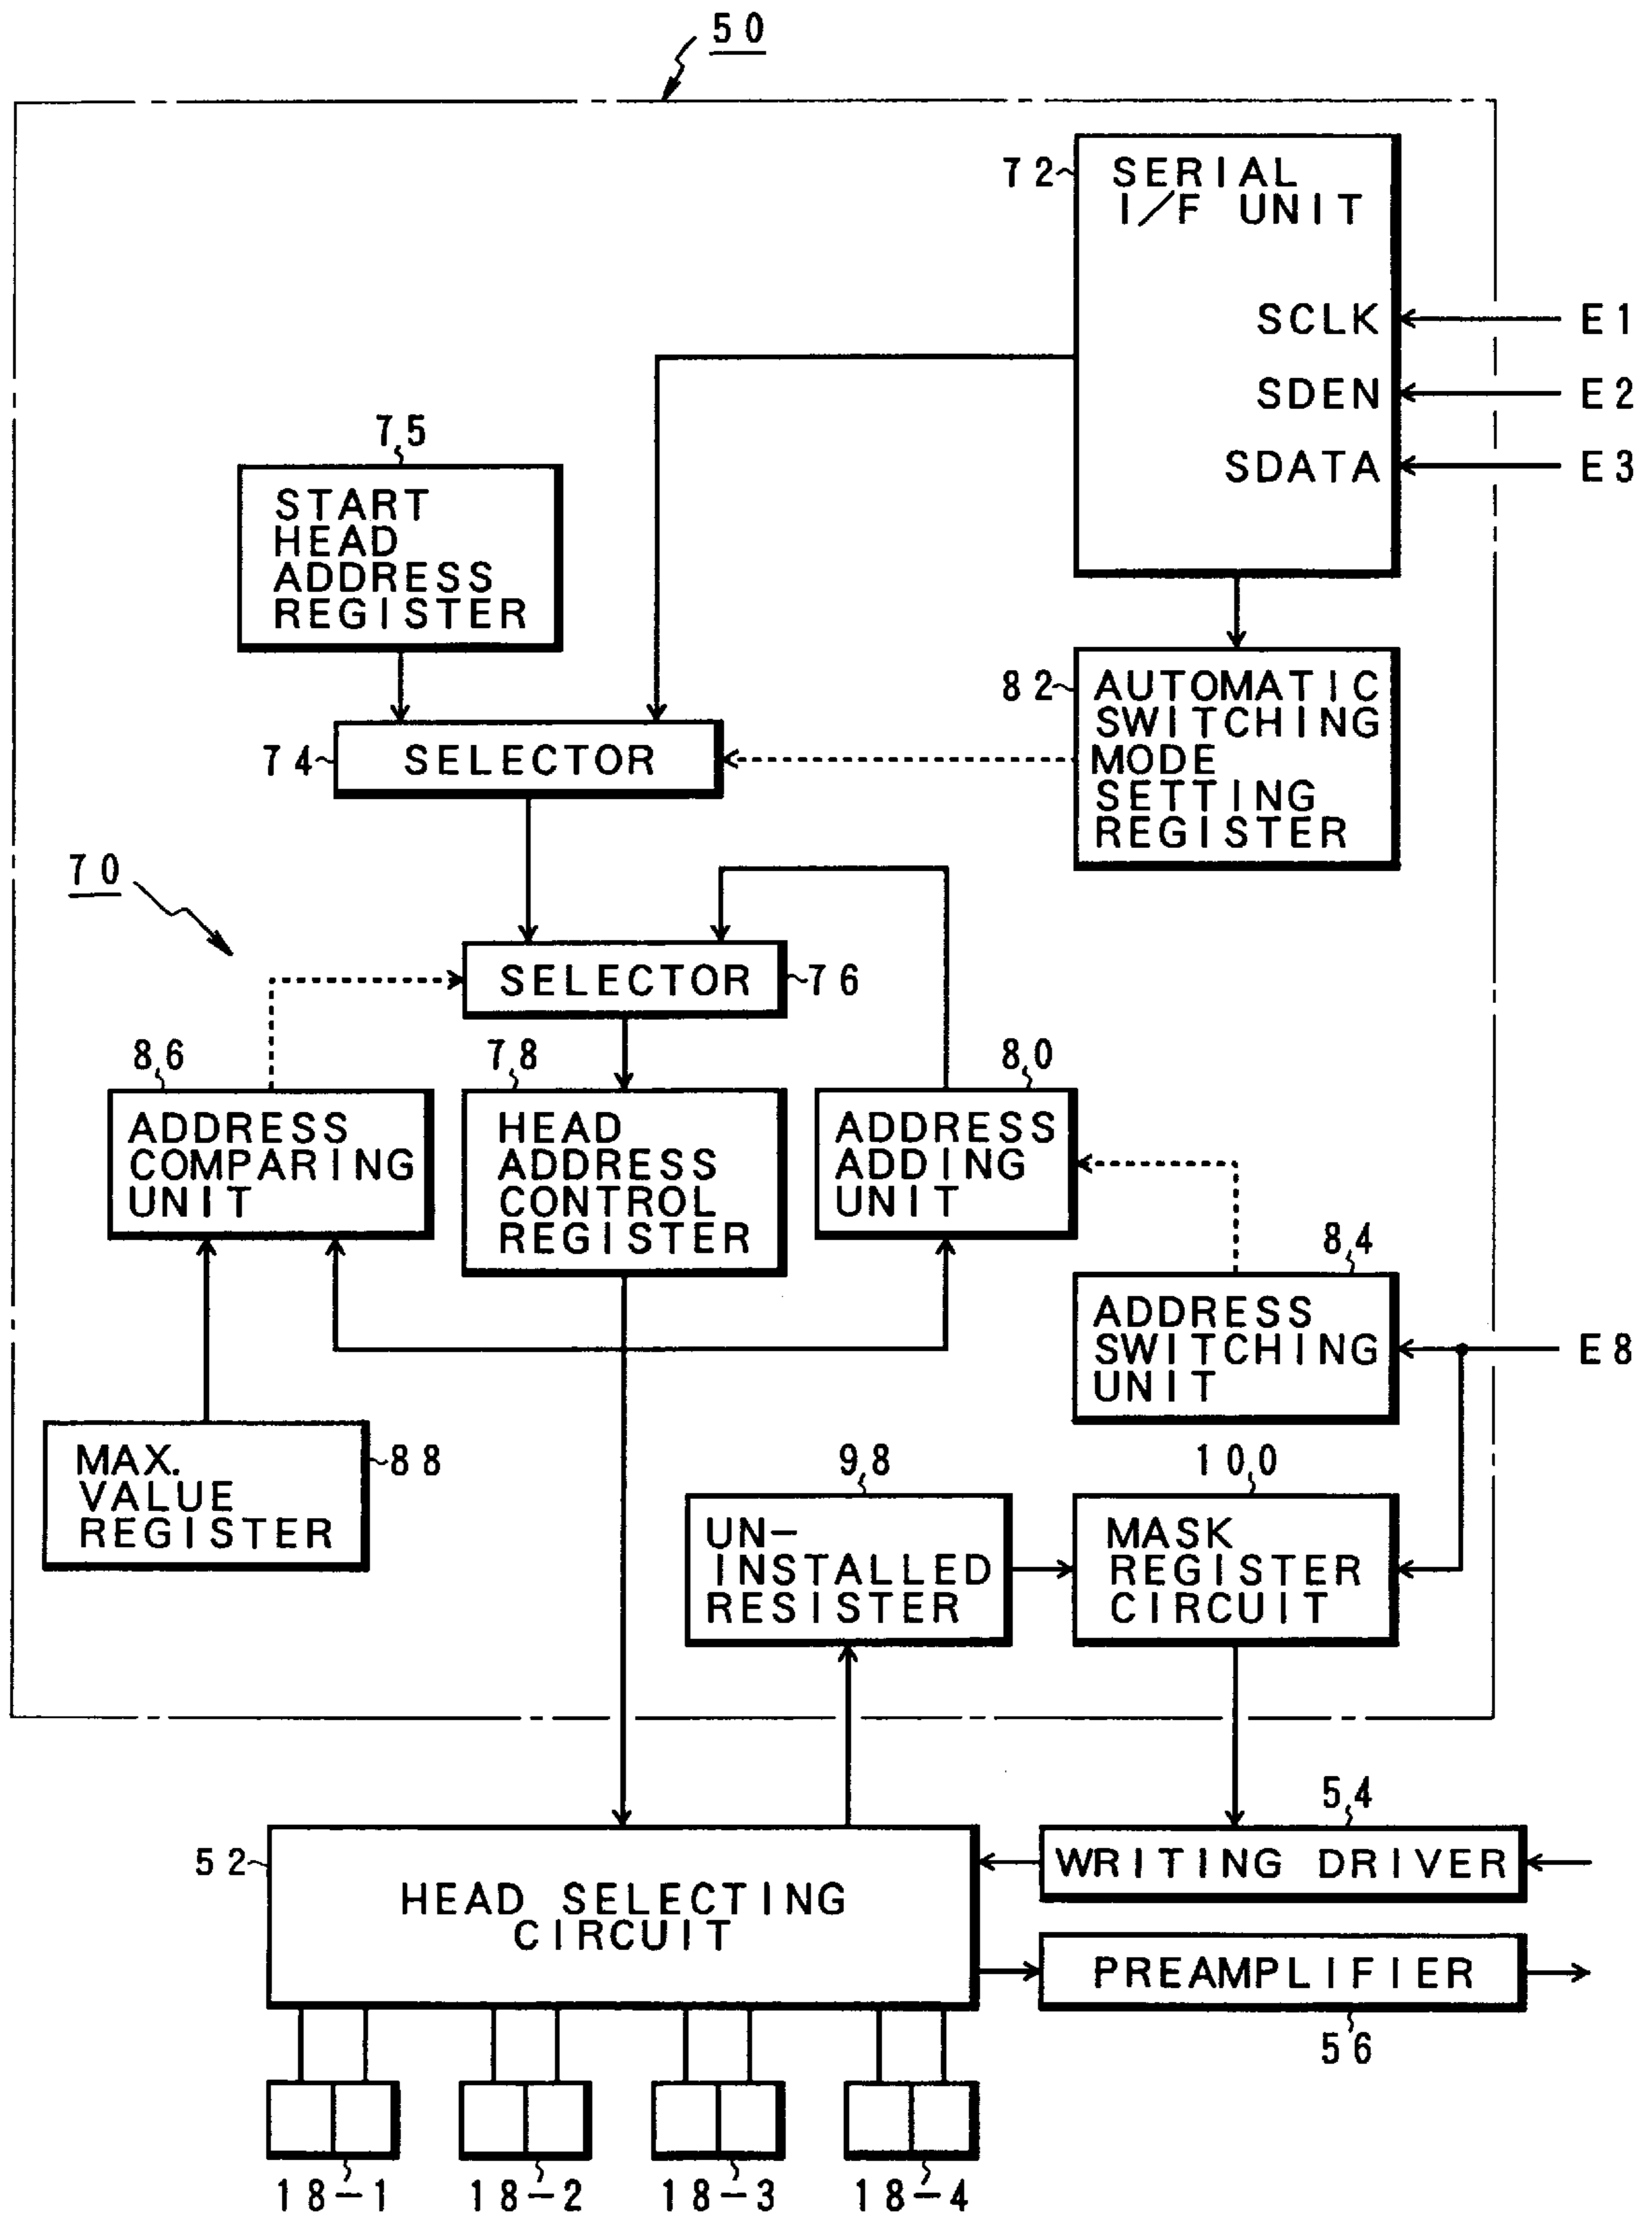 50
72
SERIAL
I/F UNIT
SCLK
E1
SDEN
E2
SDATA
E3
75
START
HEAD
ADDRESS
REGISTER
82
AUTOMATIC
SWITCHING
MODE
SETTING
REGISTER
74
SELECTOR
70
SELECTOR
76
86
ADDRESS
COMPARING
UNIT
78
HEAD
ADDRESS
CONTROL
REGISTER
80
ADDRESS
ADDING
UNIT
84
ADDRESS
SWITCHING
UNIT
E8
MAX.
VALUE
REGISTER
88
98
UN-
INSTALLED
RESISTER
100
MASK
REGISTER
CIRCUIT
52
HEAD SELECTING
CIRCUIT
54
WRITING DRIVER
PREAMPLIFIER
56
18-1
18-2
18-3
18-4